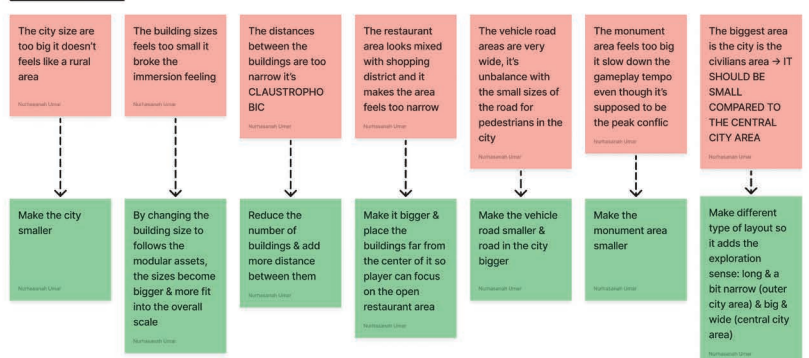 The city size are
too big it doesn't
feels like a rural
area
Nurhasanah Umar
The building sizes
feels too small it
broke the
immersion feeling
Nurhasanah Umar
The distances
between the
buildings are too
narrow it's
CLAUSTROPHO
BIC
Nurhasanah Umar
The restaurant
area looks mixed
with shopping
district and it
makes the area
feels too narrow
Nurhasanah Umar
The vehicle road
areas are very
wide, it's
unbalance with
the small sizes of
the road for
pedestrians in the
city
Nurhasanah Umar
The monument
area feels too big
it slow down the
gameplay tempo
even though it's
supposed to be
the peak conflic
Nurhasanah Umar
The biggest area
is the city is the
civilians area → IT
SHOULD BE
SMALL
COMPARED TO
THE CENTRAL
CITY AREA
Nurhasanah Umar
Make the city
smaller
Nurhasanah Umar
By changing the
building size to
follows the
modular assets,
the sizes become
bigger & more fit
into the overall
scale
Nurhasanah Umar
Reduce the
number of
buildings & add
more distance
between them
Nurhasanah Umar
Make it bigger &
place the
buildings far from
the center of it so
player can focus
on the open
restaurant area
Nurhasanah Umar
Make the vehicle
road smaller &
road in the city
bigger
Nurhasanah Umar
Make the
monument area
smaller
Nurhasanah Umar
Make different
type of layout so
it adds the
exploration
sense: long & a
bit narrow (outer
city area) & big &
wide (central city
area)
Nurhasanah Umar